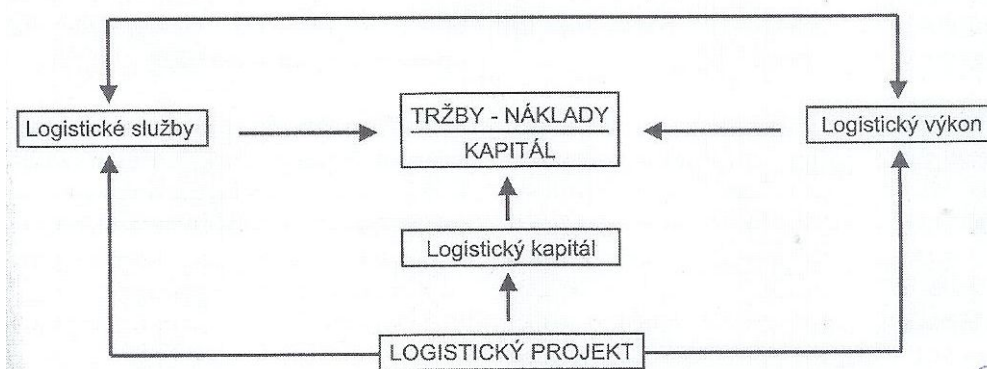 Logistické služby
TRŽBY - NÁKLADY
KAPITÁL
Logistický výkon
Logistický kapitál
LOGISTICKÝ PROJEKT